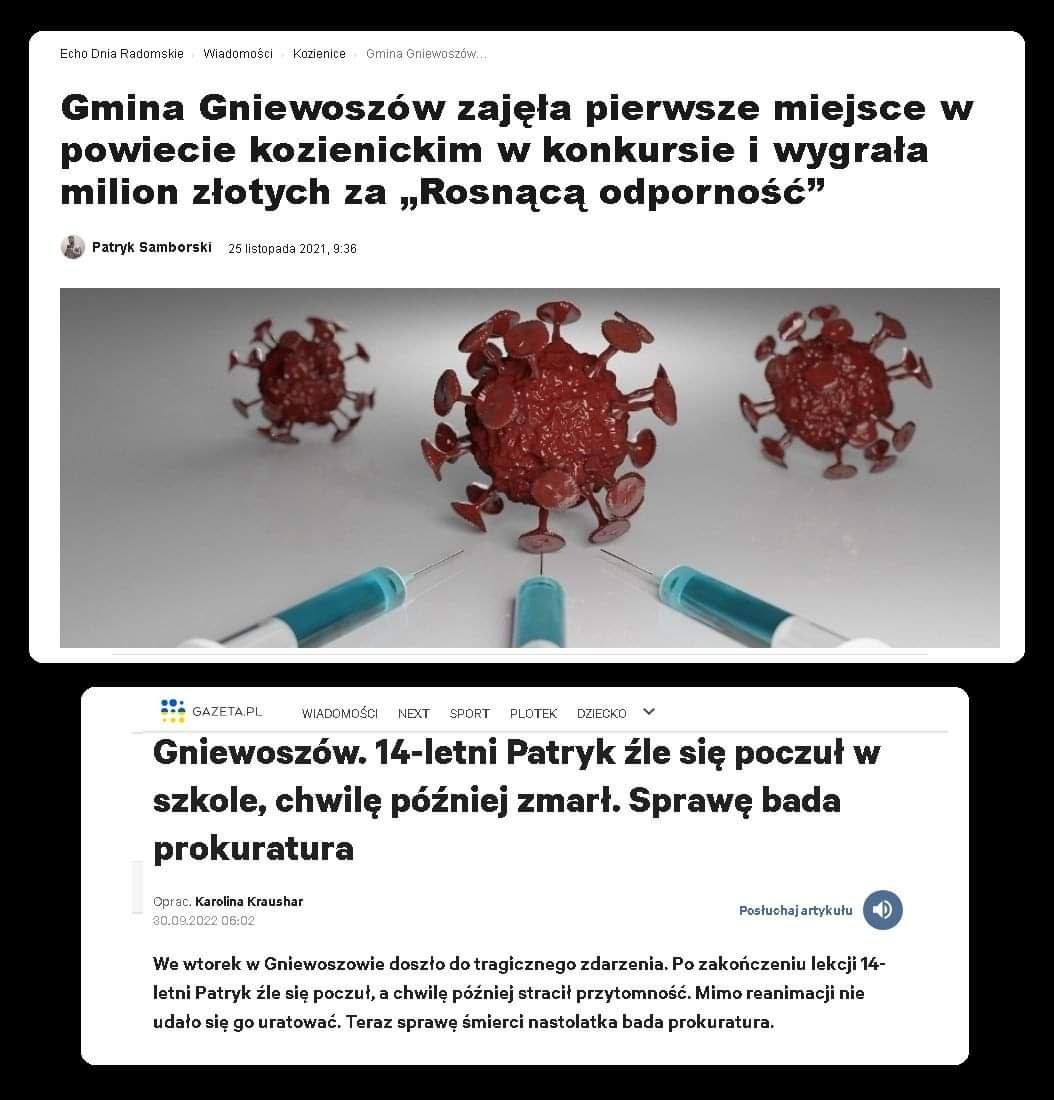 Echo Dnia Radomskie Wiadomości Kozienice Gmina Gniewoszów...
Gmina Gniewoszów zajęła pierwsze miejsce w
powiecie kozienickim w konkursie i wygrała
milion złotych za „Rosnącą odporność”
Patryk Samborski 25 listopada 2021, 9:36
GAZETA.PL WIADOMOŚCI NEXT SPORT PLOTEK DZIECKO
Gniewoszów. 14-letni Patryk źle się poczuł w
szkole, chwilę później zmarł. Sprawę bada
prokuratura
Oprac. Karolina Kraushar
30.09.2022 06:02
Posłuchaj artykułu
We wtorek w Gniewoszowie doszło do tragicznego zdarzenia. Po zakończeniu lekcji 14-
letni Patryk źle się poczuł, a chwilę później stracił przytomność. Mimo reanimacji nie
udało się go uratować. Teraz sprawę śmierci nastolatka bada prokuratura.